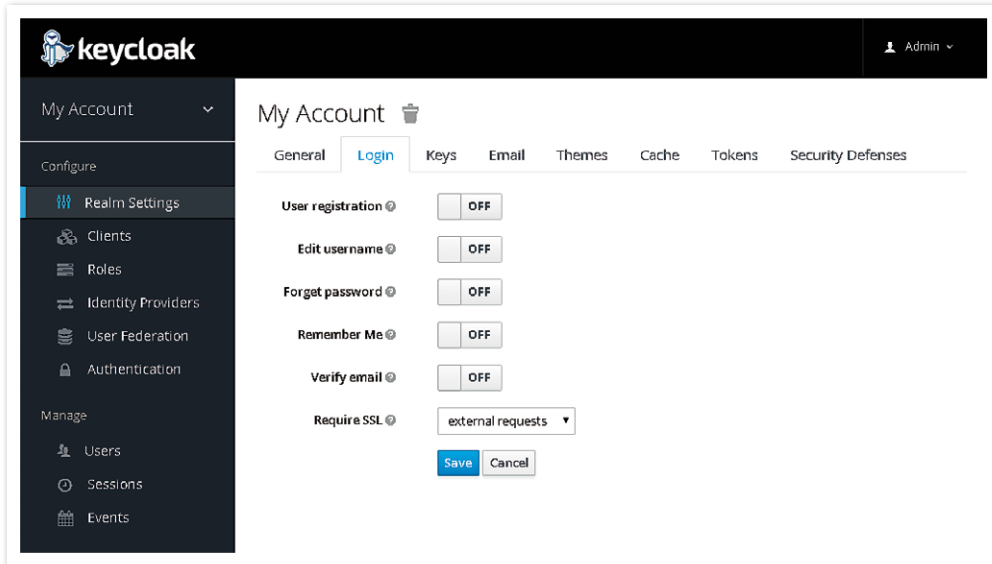 keycloak
Admin
My Account
Configure
Realm Settings
Clients
Roles
Identity Providers
User Federation
Authentication
Manage
Users
Sessions
Events
My Account
General Login Keys Email Themes Cache Tokens Security Defenses
User registration ? OFF
Edit username ? OFF
Forget password ? OFF
Remember Me ? OFF
Verify email ? OFF
Require SSL ? external requests
Save Cancel